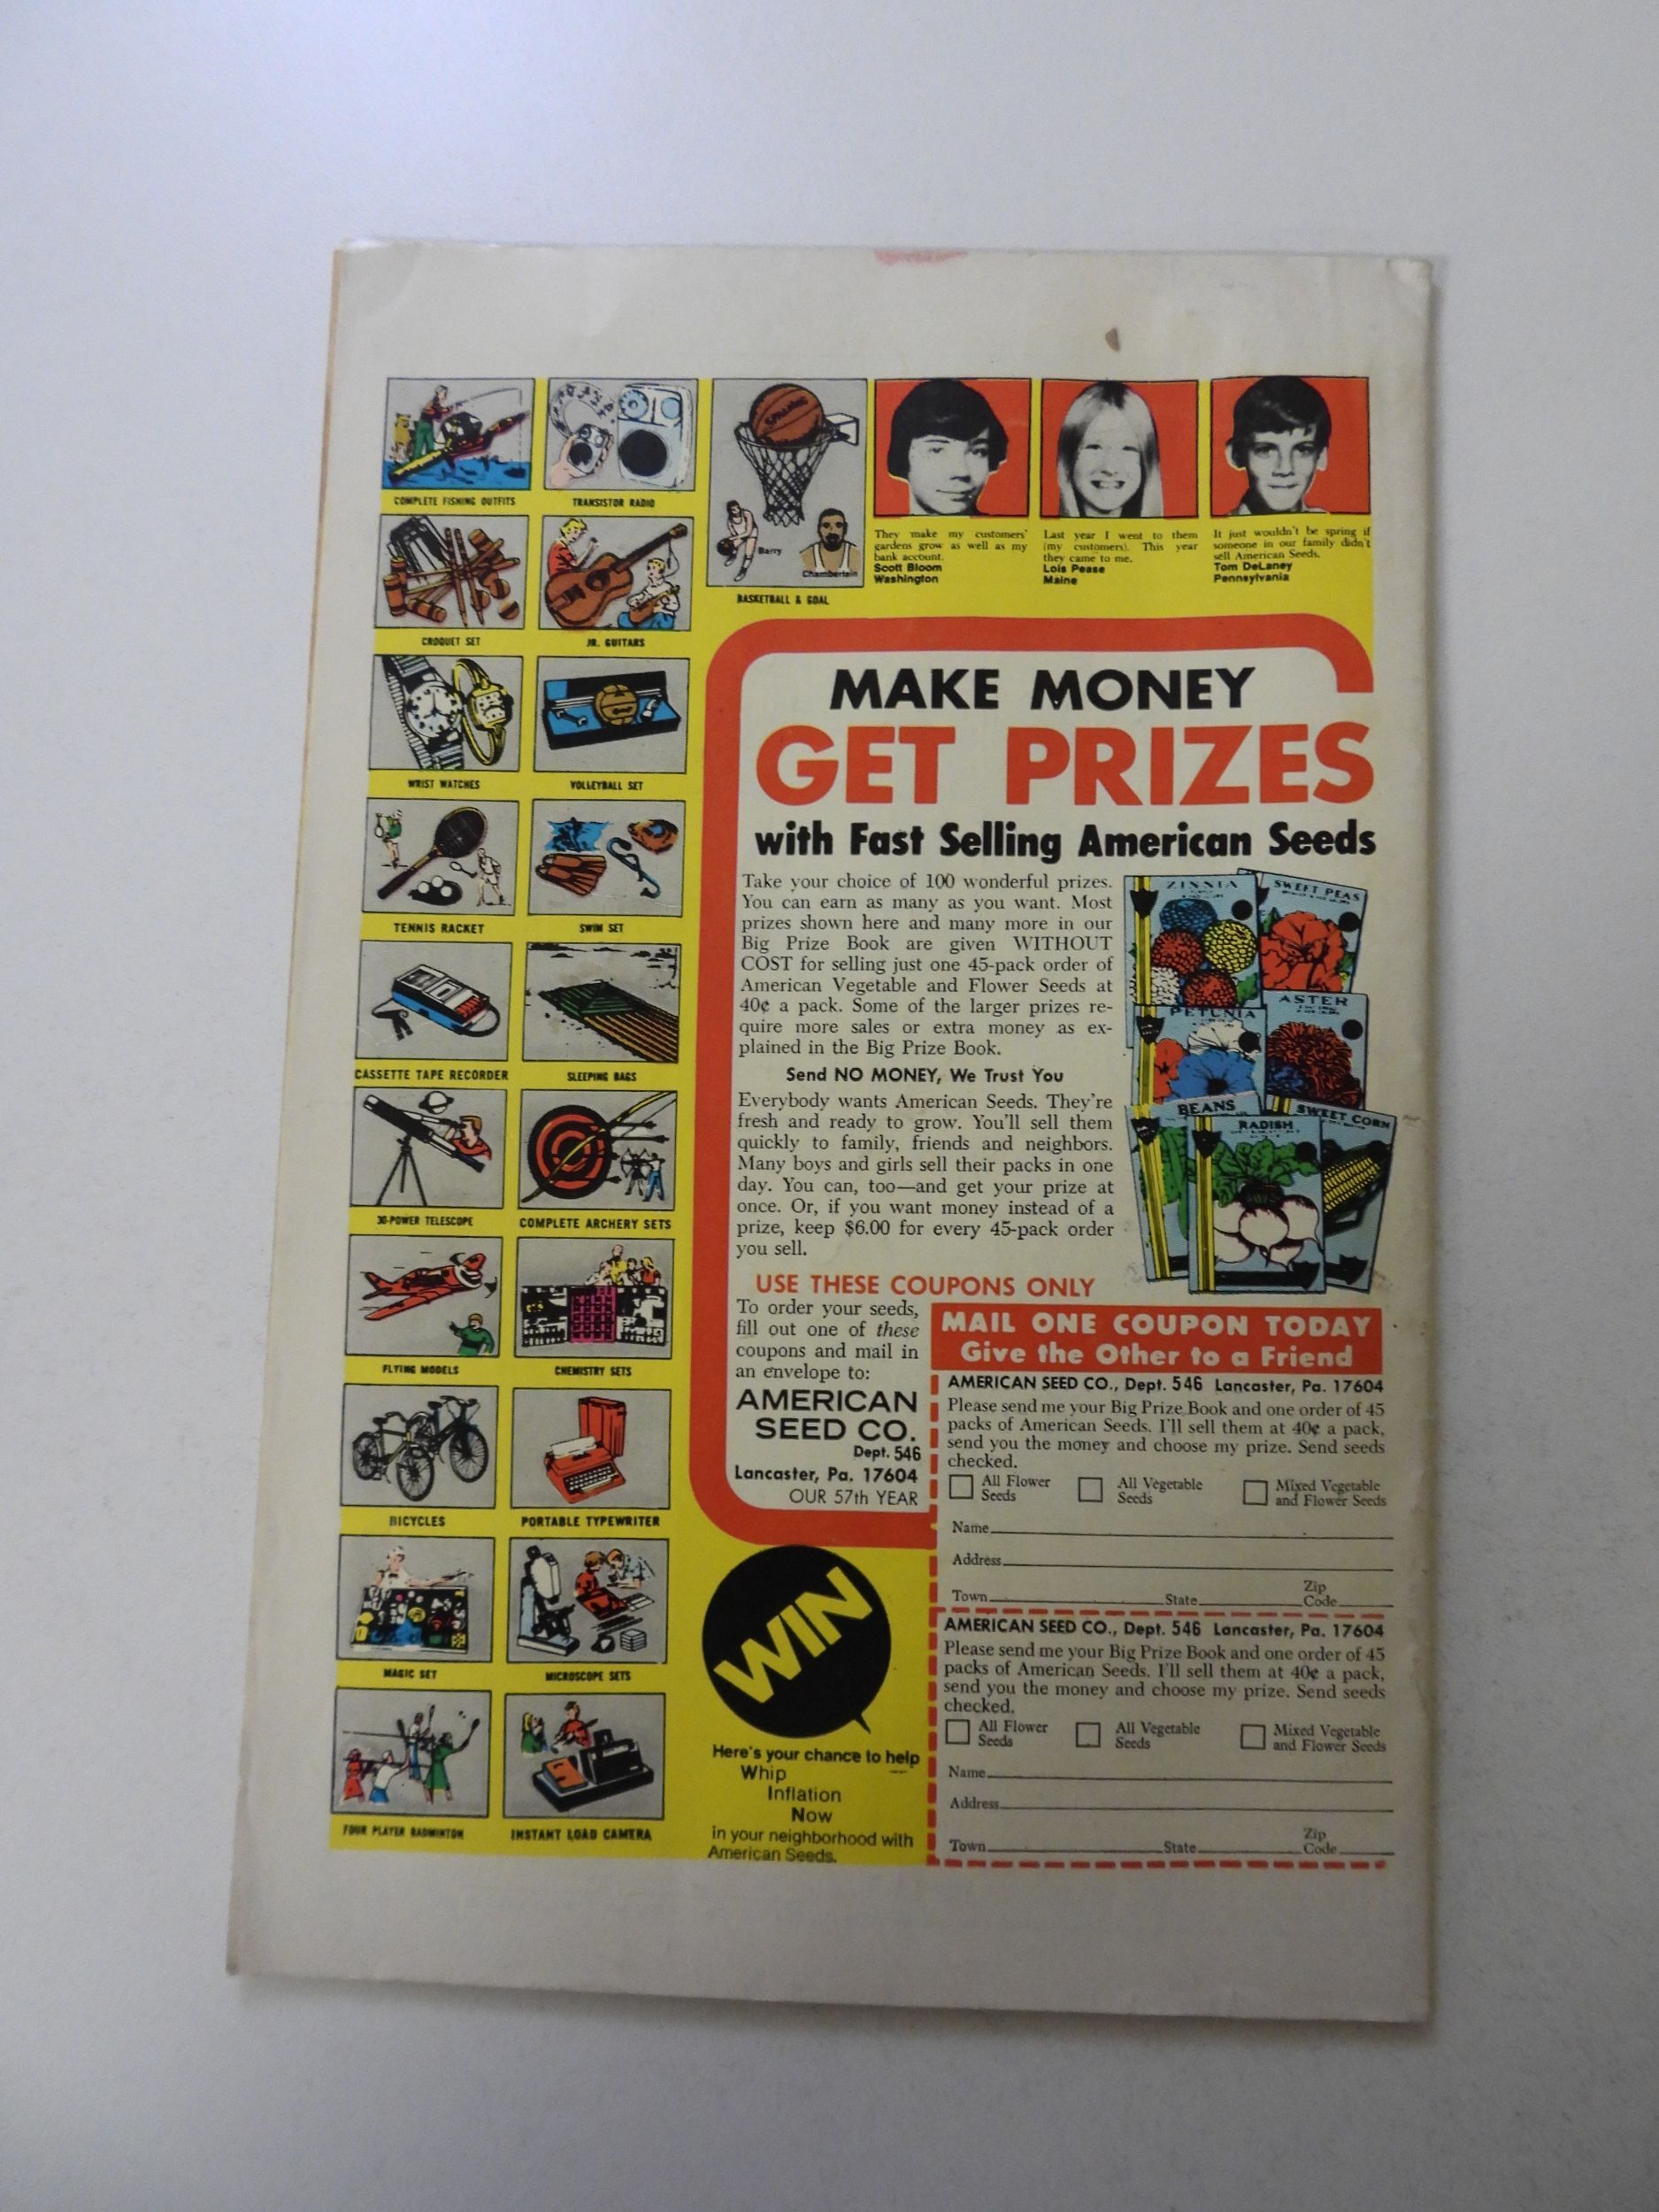 COMPLETE FISHING OUTFITS
TRANSISTOR RADIO
SPALDING
Barry
Chamberlain
BASKETBALL & GOAL
CROQUET SET
JR. GUITARS
WRIST WATCHES
VOLLEYBALL SET
TENNIS RACKET
SWIM SET
CASSETTE TAPE RECORDER
SLEEPING BAGS
30-POWER TELESCOPE
COMPLETE ARCHERY SETS
FLYING MODELS
CHEMISTRY SETS
BICYCLES
PORTABLE TYPEWRITER
MAGIC SET
MICROSCOPE SETS
FOUR PLAYER BADMINTON
INSTANT LOAD CAMERA
They make my customers'
gardens grow as well as my
bank account.
Scott Bloom
Washington
Last year I went to them
(my customers). This year
they came to me.
Lois Pease
Maine
It just wouldn't be spring if
someone in our family didn't
sell American Seeds.
Tom DeLaney
Pennsylvania
MAKE MONEY
GET PRIZES
with Fast Selling American Seeds
Take your choice of 100 wonderful prizes.
You can earn as many as you want. Most
prizes shown here and many more in our
Big Prize Book are given WITHOUT
COST for selling just one 45-pack order of
American Vegetable and Flower Seeds at
40¢ a pack. Some of the larger prizes re-
quire more sales or extra money as ex-
plained in the Big Prize Book.
Send NO MONEY, We Trust You
Everybody wants American Seeds. They're
fresh and ready to grow. You'll sell them
quickly to family, friends and neighbors.
Many boys and girls sell their packs in one
day. You can, too—and get your prize at
once. Or, if you want money instead of a
prize, keep $6.00 for every 45-pack order
you sell.
ZINNIA
SWEET PEAS
PETUNIA
ASTER
BEANS
RADISH
SWEET CORN
USE THESE COUPONS ONLY
To order your seeds,
fill out one of these
coupons and mail in
an envelope to:
AMERICAN
SEED CO.
Dept. 546
Lancaster, Pa. 17604
OUR 57th YEAR
MAIL ONE COUPON TODAY
Give the Other to a Friend
AMERICAN SEED CO., Dept. 546 Lancaster, Pa. 17604
Please send me your Big Prize Book and one order of 45
packs of American Seeds. I'll sell them at 40¢ a pack,
send you the money and choose my prize. Send seeds
checked.
All Flower Seeds
All Vegetable Seeds
Mixed Vegetable and Flower Seeds
Name
Address
Town State Zip Code
AMERICAN SEED CO., Dept. 546 Lancaster, Pa. 17604
Please send me your Big Prize Book and one order of 45
packs of American Seeds. I'll sell them at 40¢ a pack,
send you the money and choose my prize. Send seeds
checked.
All Flower Seeds
All Vegetable Seeds
Mixed Vegetable and Flower Seeds
Name
Address
Town State Zip Code
WIN
Here's your chance to help
Whip
Inflation
Now
in your neighborhood with
American Seeds.